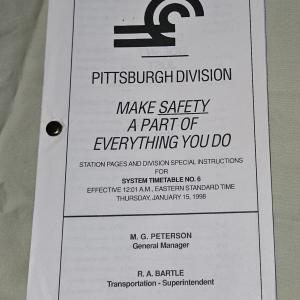 PITTSBURGH DIVISION
MAKE SAFETY
A PART OF
EVERYTHING YOU DO
STATION PAGES AND DIVISION SPECIAL INSTRUCTIONS
FOR
SYSTEM TIMETABLE NO. 6
EFFECTIVE 12:01 A.M., EASTERN STANDARD TIME
THURSDAY, JANUARY 15, 1998
M. G. PETERSON
General Manager
R. A. BARTLE
Transportation - Superintendent